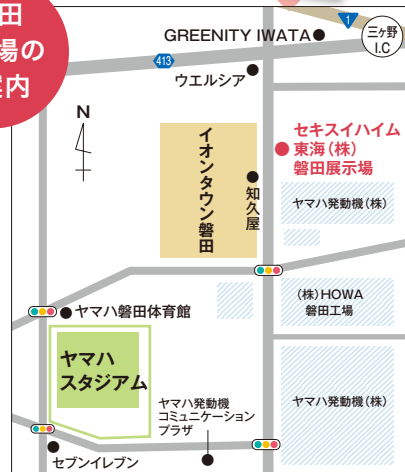 田
場の
案内
GREENITY IWATA
1
三ヶ野
I.C
413
ウエルシア
N
イオンタウン磐田
知久屋
セキスイハイム
東海(株)
磐田展示場
ヤマハ発動機(株)
(株)HOWA
磐田工場
ヤマハ磐田体育館
ヤマハ
スタジアム
ヤマハ発動機
コミュニケーション
プラザ
ヤマハ発動機(株)
セブンイレブン